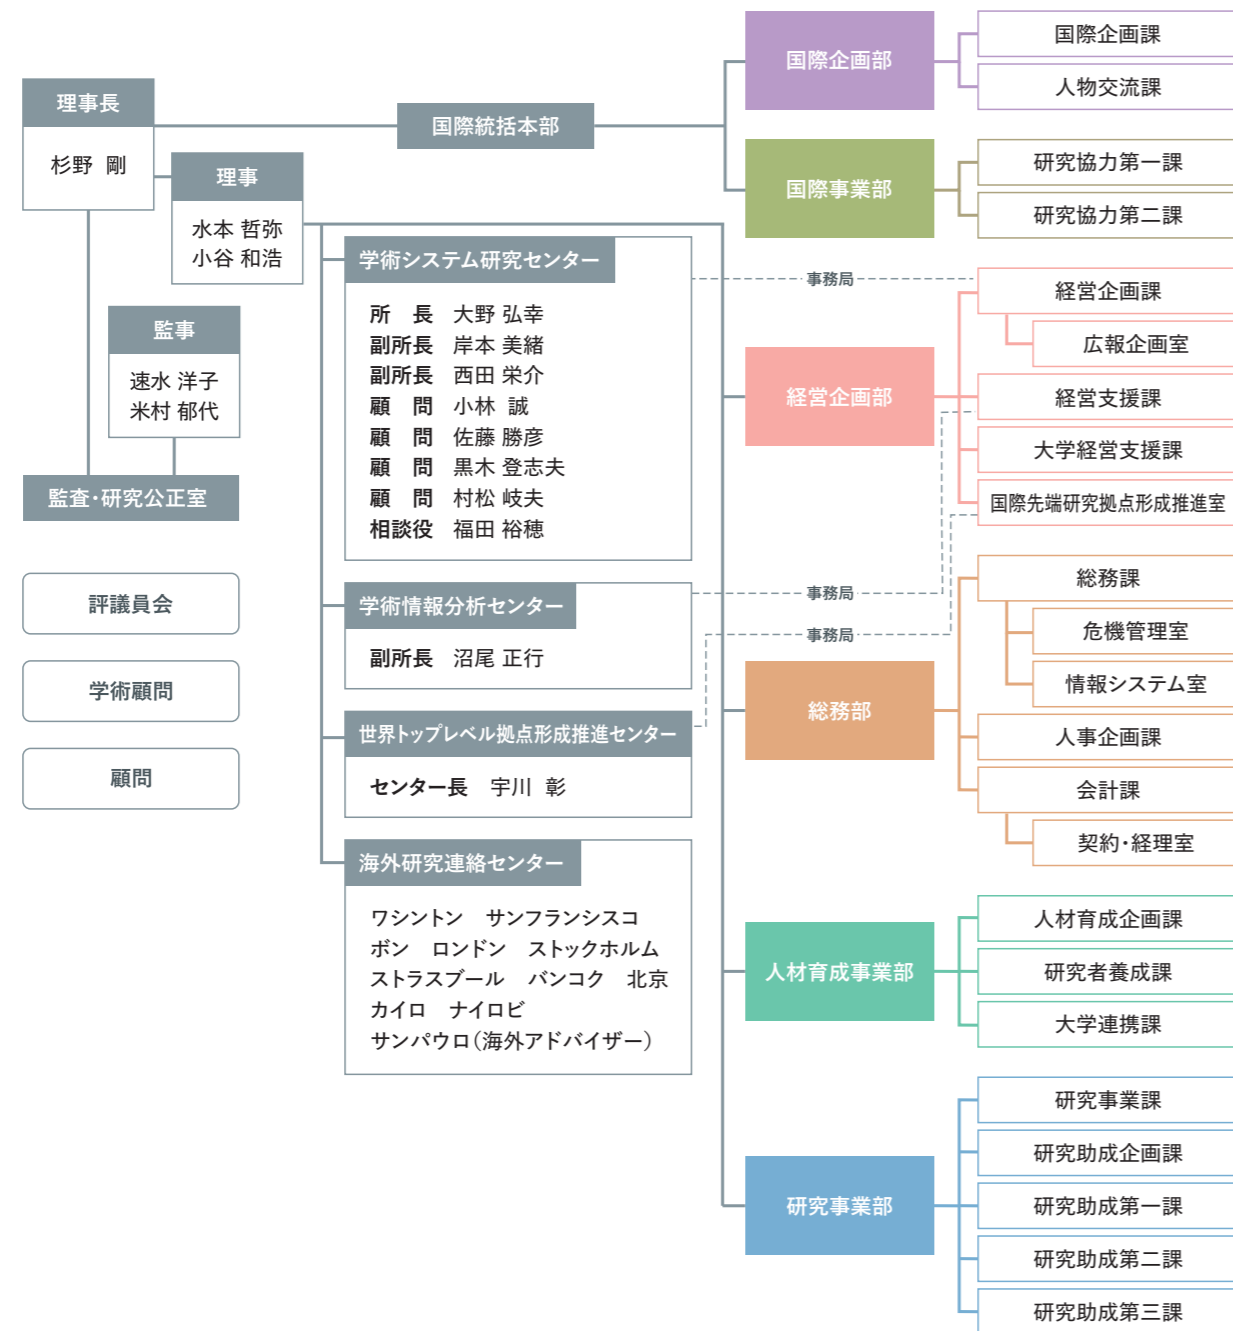 理事長
杉野 剛
理事
水本 哲弥
小谷 和浩
監事
速水 洋子
米村 郁代
監査・研究公正室
評議員会
学術顧問
顧問
国際統括本部
学術システム研究センター
所　長　大野 弘幸
副所長　岸本 美緒
副所長　西田 栄介
顧　問　小林 誠
顧　問　佐藤 勝彦
顧　問　黒木 登志夫
顧　問　村松 岐夫
相談役　福田 裕穂
学術情報分析センター
副所長　沼尾 正行
世界トップレベル拠点形成推進センター
センター長　宇川 彰
海外研究連絡センター
ワシントン　サンフランシスコ
ボン　ロンドン　ストックホルム
ストラスブール　バンコク　北京
カイロ　ナイロビ
サンパウロ（海外アドバイザー）
事務局
事務局
事務局
国際企画部
国際企画課
人物交流課
国際事業部
研究協力第一課
研究協力第二課
経営企画部
経営企画課
広報企画室
経営支援課
大学経営支援課
国際先端研究拠点形成推進室
総務部
総務課
危機管理室
情報システム室
人事企画課
会計課
契約・経理室
人材育成事業部
人材育成企画課
研究者養成課
大学連携課
研究事業部
研究事業課
研究助成企画課
研究助成第一課
研究助成第二課
研究助成第三課